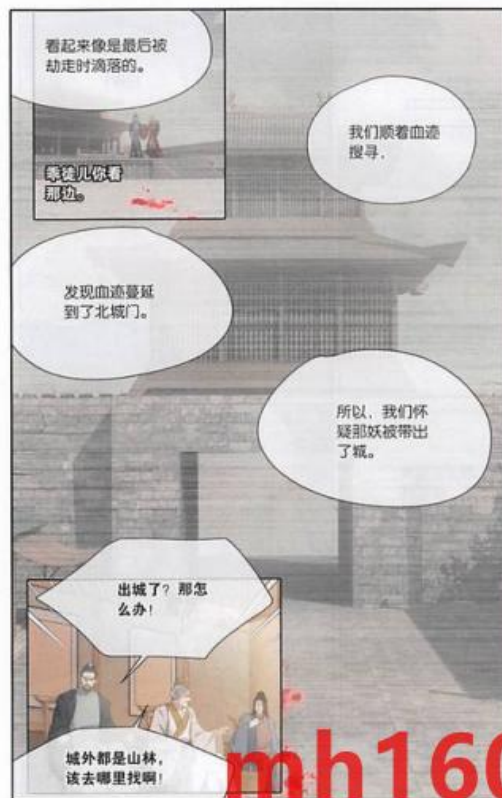 看起来像是最后被
劫走时滴落的。
乖徒儿你看
那边。
我们顺着血迹
搜寻，
发现血迹蔓延
到了北城门。
所以，我们怀
疑那妖被带出
了城。
出城了？那怎
么办！
城外都是山林，
该去哪里找啊！
mh160